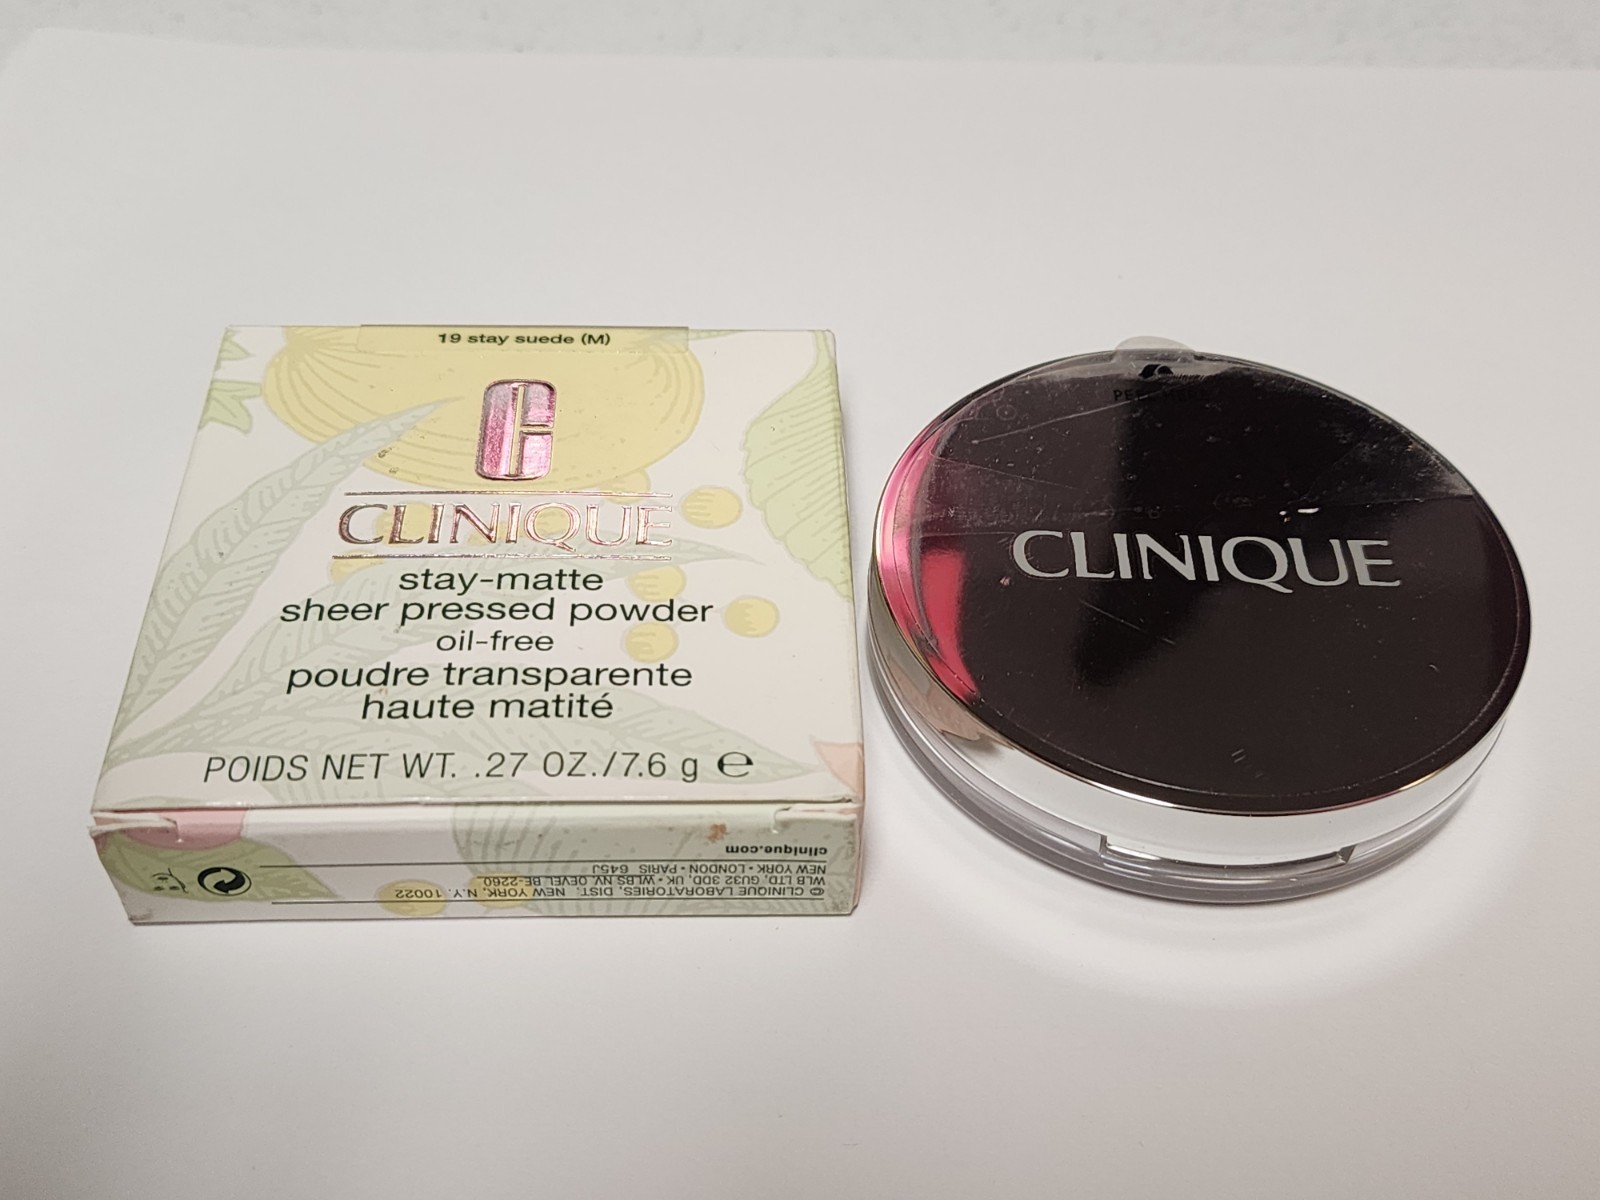 19 stay suede (M)
CLINIQUE
stay-matte
sheer pressed powder
oil-free
poudre transparente
haute matité
POIDS NET WT. .27 OZ./7.6 g ℮
© CLINIQUE LABORATORIES, DIST. NEW YORK, N.Y. 10022
WLB LTD, GU32 3DD, UK • WLBS NV, OEVEL BE-2260
NEW YORK • LONDON • PARIS 645J
clinique.com
CLINIQUE